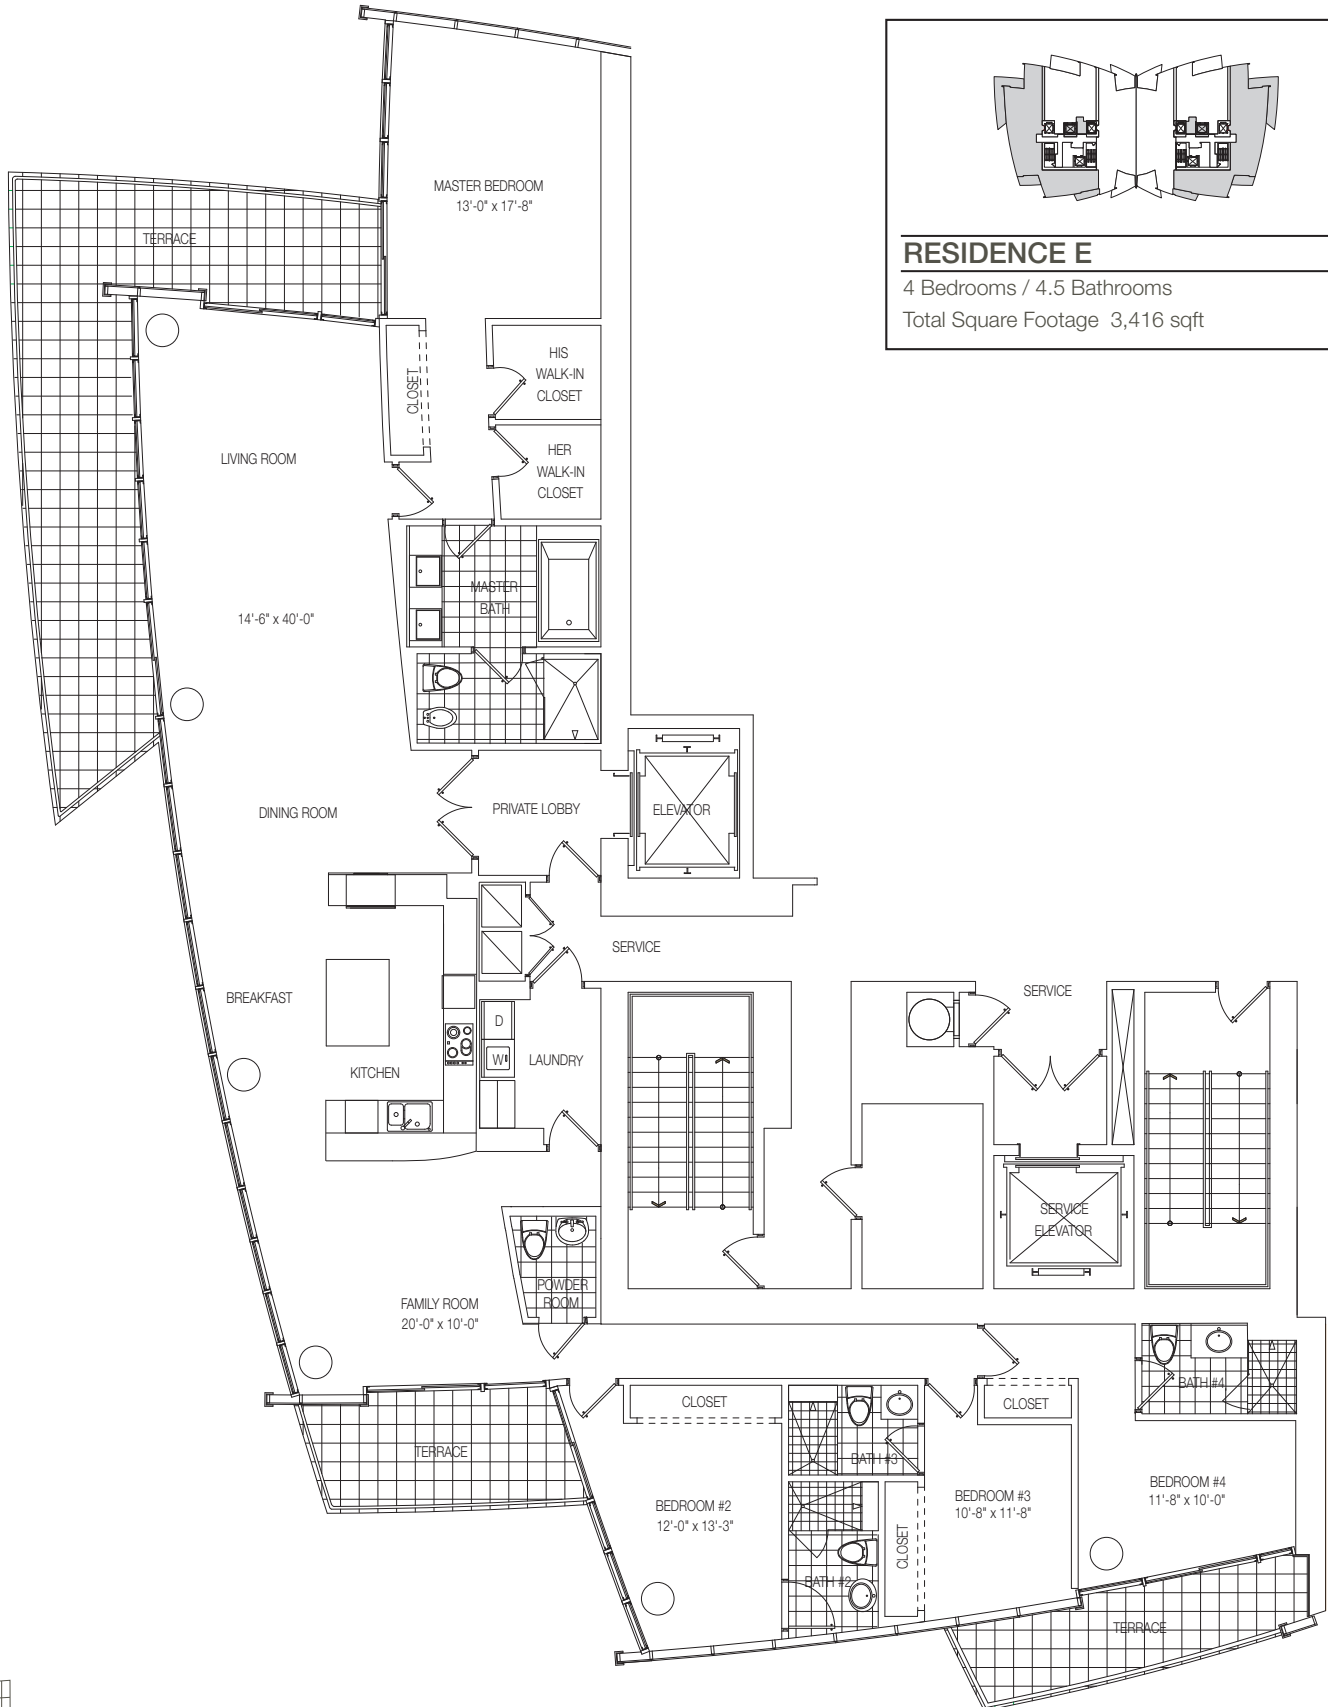 RESIDENCE E
4 Bedrooms / 4.5 Bathrooms
Total Square Footage 3,416 sqft
MASTER BEDROOM
13'-0" x 17'-8"
TERRACE
CLOSET
HIS
WALK-IN
CLOSET
HER
WALK-IN
CLOSET
LIVING ROOM
14'-6" x 40'-0"
MASTER
BATH
DINING ROOM
PRIVATE LOBBY
ELEVATOR
SERVICE
BREAKFAST
KITCHEN
D
W
LAUNDRY
SERVICE
SERVICE
ELEVATOR
POWDER
ROOM
FAMILY ROOM
20'-0" x 10'-0"
TERRACE
CLOSET
BEDROOM #2
12'-0" x 13'-3"
BATH #3
BATH #2
CLOSET
CLOSET
BEDROOM #3
10'-8" x 11'-8"
BATH #4
BEDROOM #4
11'-8" x 10'-0"
TERRACE